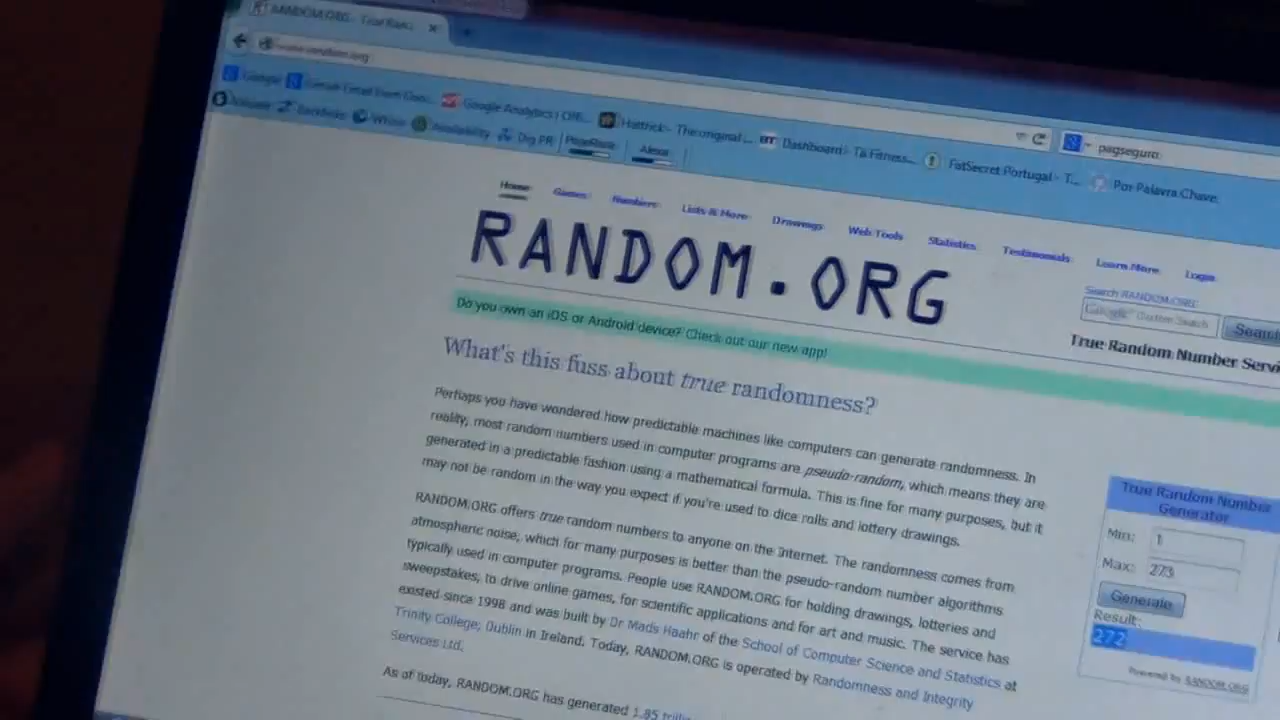 RANDOM.ORG - True Ran...
www.random.org
pagseguro
Google
Gmail: Email from Goo...
Google Analytics | Offi...
Hattrick - The original ...
Dashboard - Tá Fitness...
FatSecret Portugal - T...
Por Palavra Chave
Backlinks
Whois
Availability
Dig PR
PageRank
Alexa
Home Games Numbers Lists & More Drawings Web Tools Statistics Testimonials Learn More Login
RANDOM.ORG
Search RANDOM.ORG
Google™ Custom Search
Search
True Random Number Servi
Do you own an iOS or Android device? Check out our new app!
What's this fuss about true randomness?
Perhaps you have wondered how predictable machines like computers can generate randomness. In
reality, most random numbers used in computer programs are pseudo-random, which means they are
generated in a predictable fashion using a mathematical formula. This is fine for many purposes, but it
may not be random in the way you expect if you're used to dice rolls and lottery drawings.
RANDOM.ORG offers true random numbers to anyone on the Internet. The randomness comes from
atmospheric noise, which for many purposes is better than the pseudo-random number algorithms
typically used in computer programs. People use RANDOM.ORG for holding drawings, lotteries and
sweepstakes, to drive online games, for scientific applications and for art and music. The service has
existed since 1998 and was built by Dr Mads Haahr of the School of Computer Science and Statistics at
Trinity College, Dublin in Ireland. Today, RANDOM.ORG is operated by Randomness and Integrity
Services Ltd.
As of today, RANDOM.ORG has generated 1.85 trilli
True Random Number
Generator
Min: 1
Max: 273
Generate
Result:
272
Powered by RANDOM.ORG